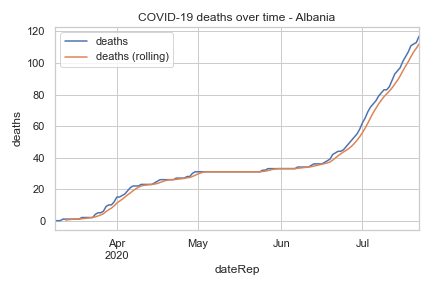 COVID-19 deaths over time - Albania
deaths
deaths (rolling)
120
100
80
60
40
20
0
deaths
Apr
2020
May
Jun
Jul
dateRep